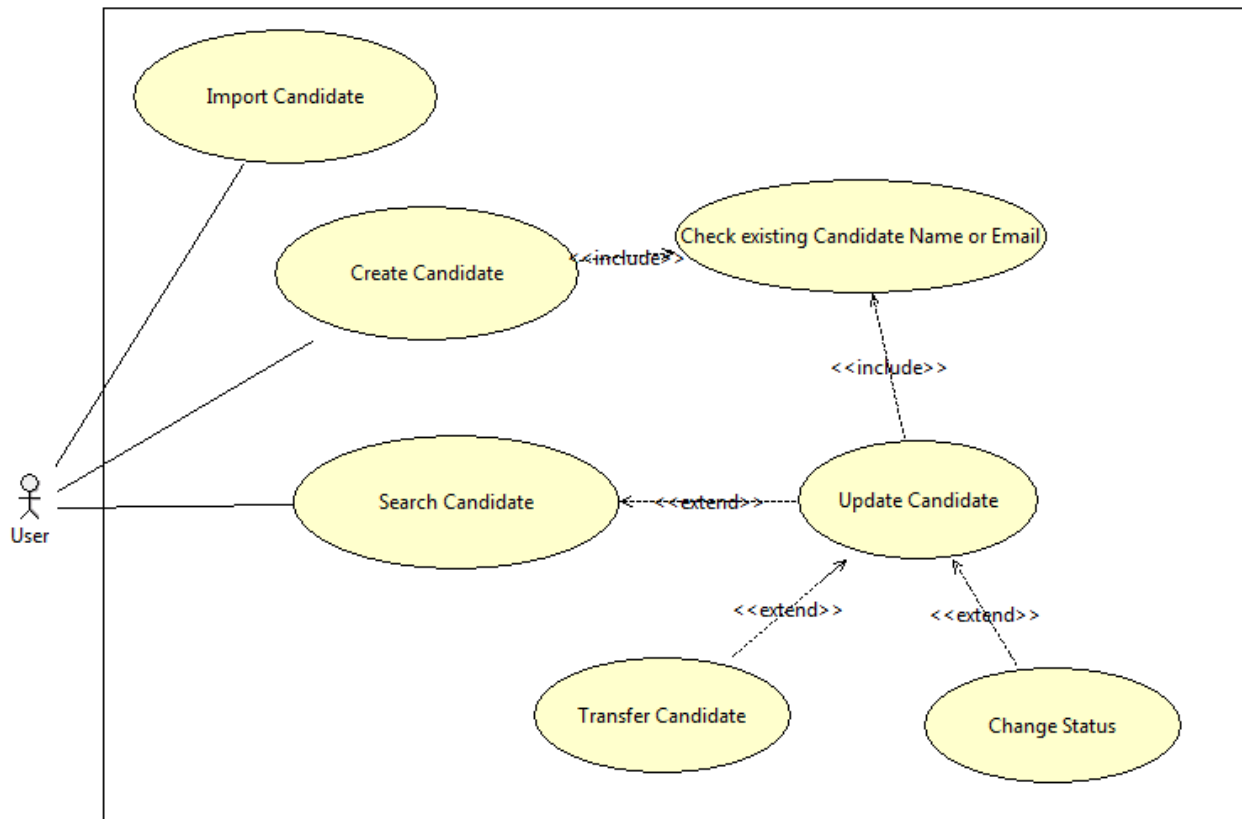 Import Candidate
Check existing Candidate Name or Email
<<include>>
Create Candidate
<<include>>
Search Candidate
<<extend>>
Update Candidate
User
<<extend>>
<<extend>>
Transfer Candidate
Change Status